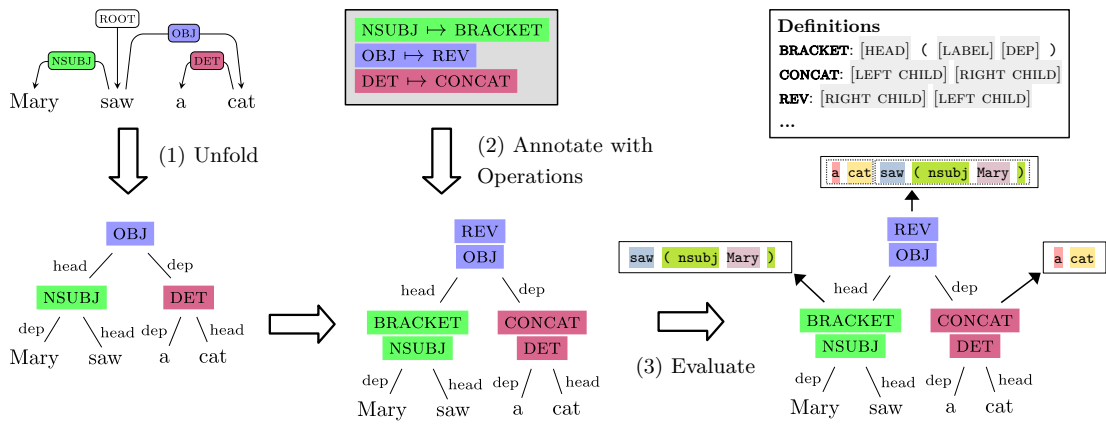 ROOT
OBJ
NSUBJ
DET
Mary saw a cat
NSUBJ ↦ BRACKET
OBJ ↦ REV
DET ↦ CONCAT
Definitions
BRACKET: [HEAD] ( [LABEL] [DEP] )
CONCAT: [LEFT CHILD] [RIGHT CHILD]
REV: [RIGHT CHILD] [LEFT CHILD]
...
(1) Unfold
(2) Annotate with
Operations
OBJ
head dep
NSUBJ DET
dep head dep head
Mary saw a cat
REV
OBJ
head dep
BRACKET CONCAT
NSUBJ DET
dep head dep head
Mary saw a cat
(3) Evaluate
a cat saw ( nsubj Mary )
REV
OBJ
saw ( nsubj Mary )
a cat
head dep
BRACKET CONCAT
NSUBJ DET
dep head dep head
Mary saw a cat